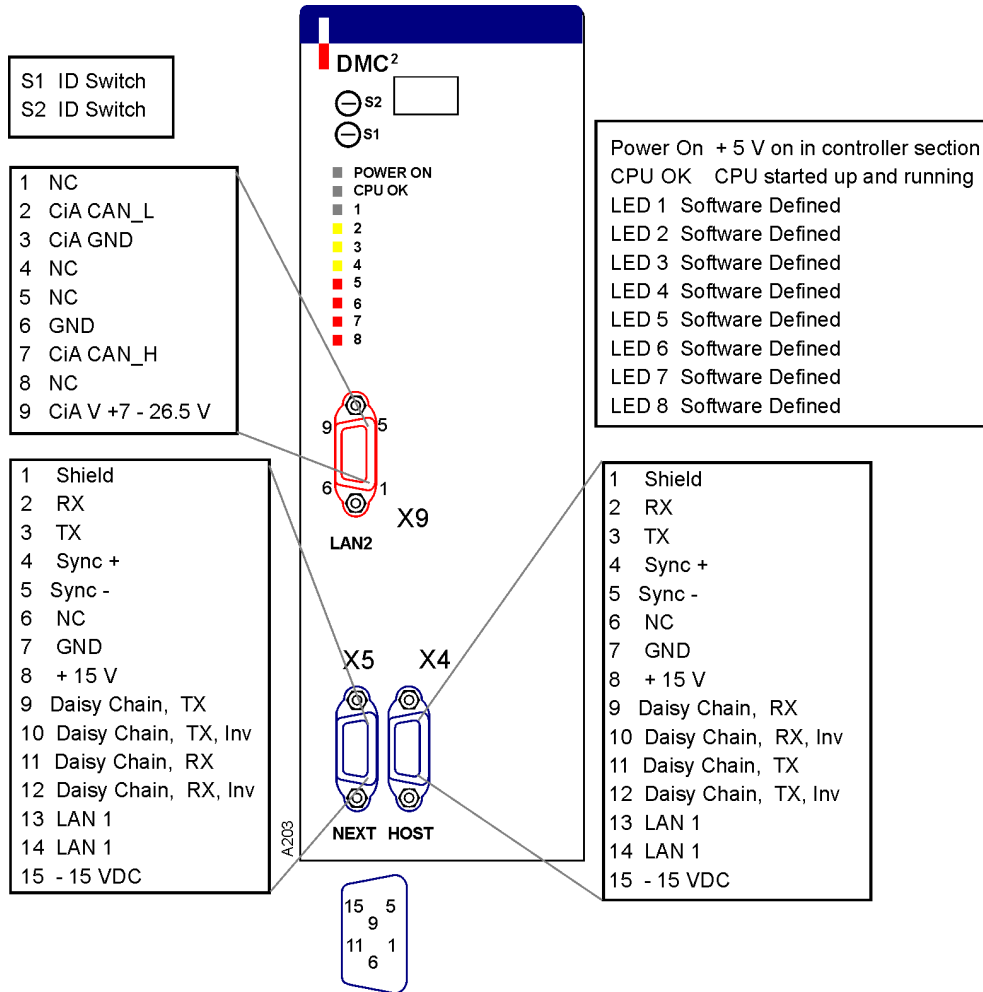 DMC²
S1 ID Switch
S2 ID Switch
S2
S1
POWER ON
CPU OK
1
2
3
4
5
6
7
8
Power On + 5 V on in controller section
CPU OK CPU started up and running
LED 1 Software Defined
LED 2 Software Defined
LED 3 Software Defined
LED 4 Software Defined
LED 5 Software Defined
LED 6 Software Defined
LED 7 Software Defined
LED 8 Software Defined
1 NC
2 CiA CAN_L
3 CiA GND
4 NC
5 NC
6 GND
7 CiA CAN_H
8 NC
9 CiA V +7 - 26.5 V
9 5
6 1
X9
LAN2
1 Shield
2 RX
3 TX
4 Sync +
5 Sync -
6 NC
7 GND
8 + 15 V
9 Daisy Chain, TX
10 Daisy Chain, TX, Inv
11 Daisy Chain, RX
12 Daisy Chain, RX, Inv
13 LAN 1
14 LAN 1
15 - 15 VDC
X5 X4
NEXT HOST
A203
1 Shield
2 RX
3 TX
4 Sync +
5 Sync -
6 NC
7 GND
8 + 15 V
9 Daisy Chain, RX
10 Daisy Chain, RX, Inv
11 Daisy Chain, TX
12 Daisy Chain, TX, Inv
13 LAN 1
14 LAN 1
15 - 15 VDC
15 5
9
11 1
6